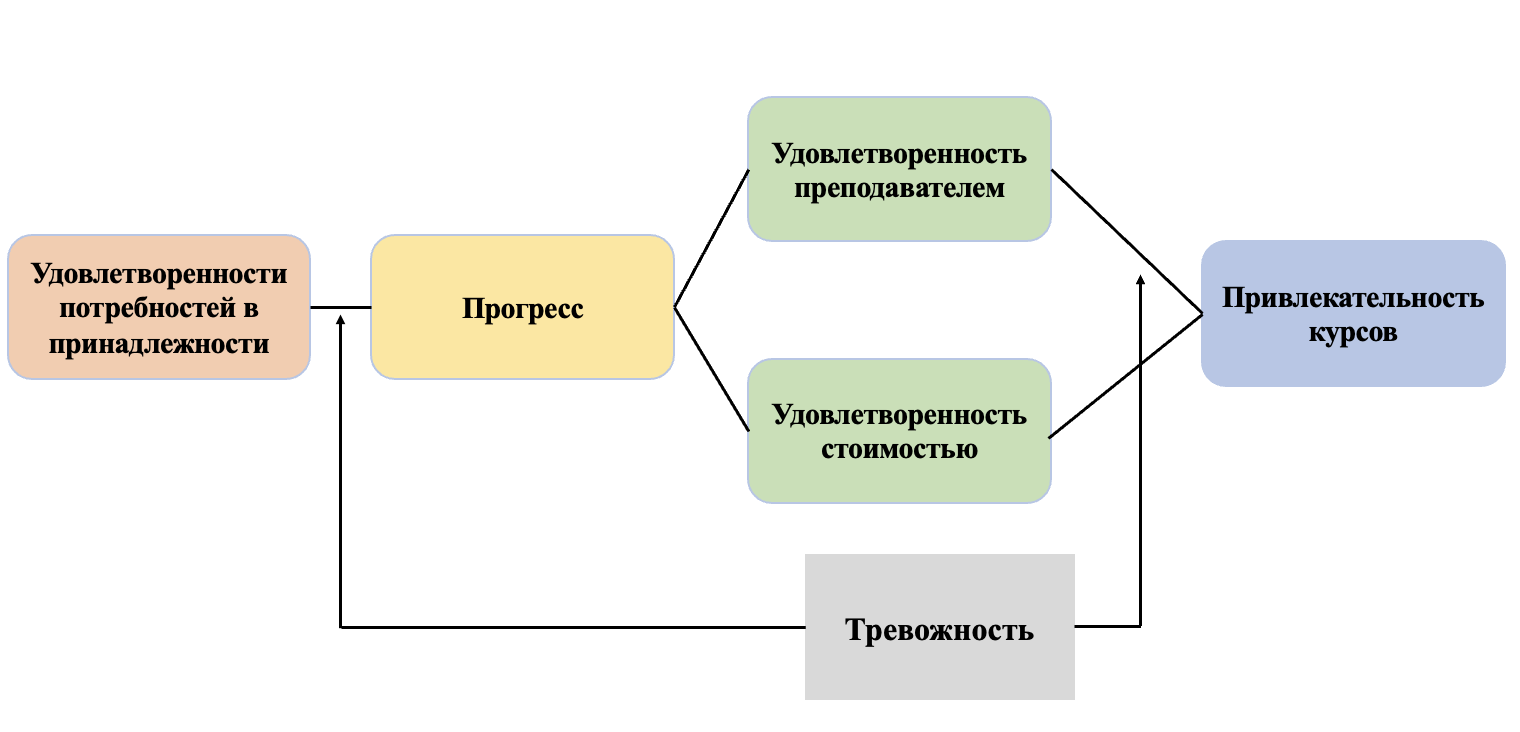 Удовлетворенности
потребностей в
принадлежности
Прогресс
Удовлетворенность
преподавателем
Удовлетворенность
стоимостью
Привлекательность
курсов
Тревожность